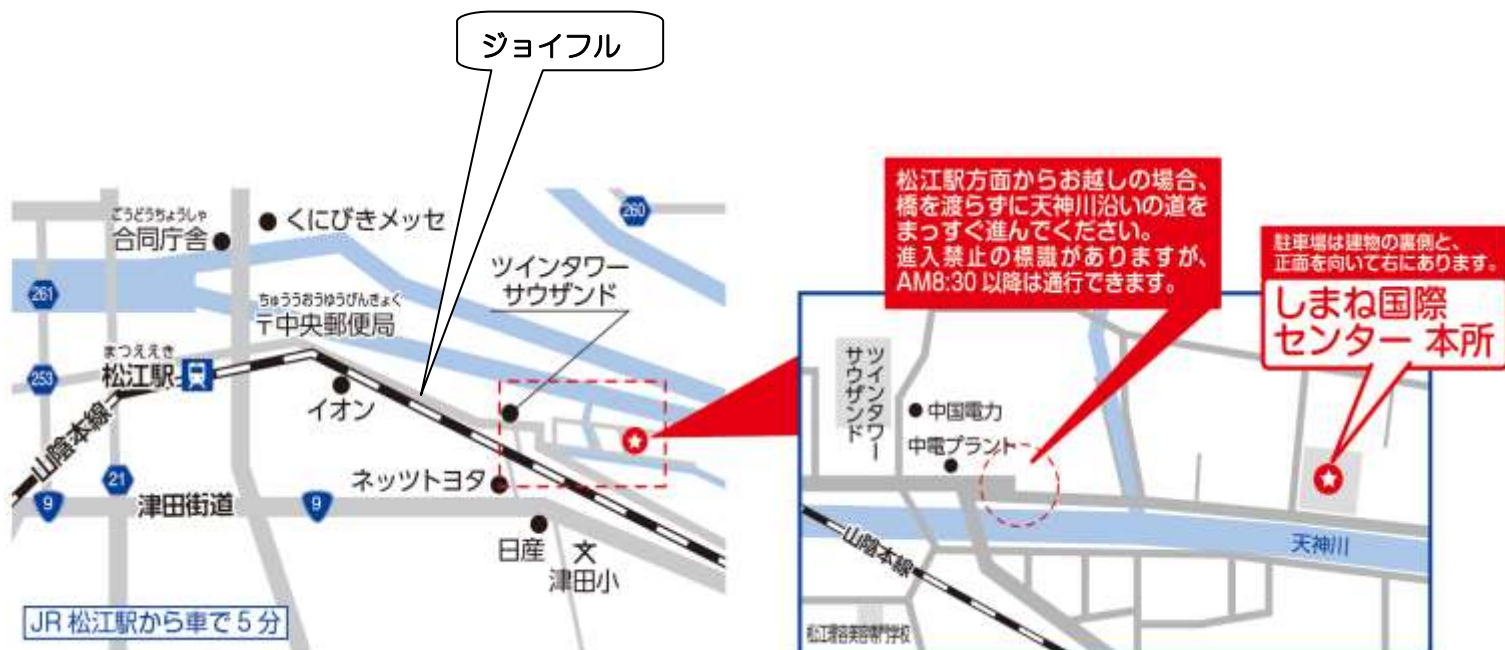 ジョイフル
ごうどうちょうしゃ
合同庁舎
くにびきメッセ
260
ツインタワー
サウザンド
261
ちゅううおうゆうびんきょく
〒中央郵便局
まつええき
松江駅
253
イオン
山陰本線
21
ネッツトヨタ
9
津田街道
9
日産
文
津田小
JR 松江駅から車で 5 分
松江駅方面からお越しの場合、
橋を渡らずに天神川沿いの道を
まっすぐ進んでください。
進入禁止の標識がありますが、
AM8:30 以降は通行できます。
駐車場は建物の裏側と、
正面を向いて右にあります。
しまね国際
センター 本所
ツインタワー
サウザンド
中国電力
中電プラント
天神川
山陰本線
松江理容美容専門学校